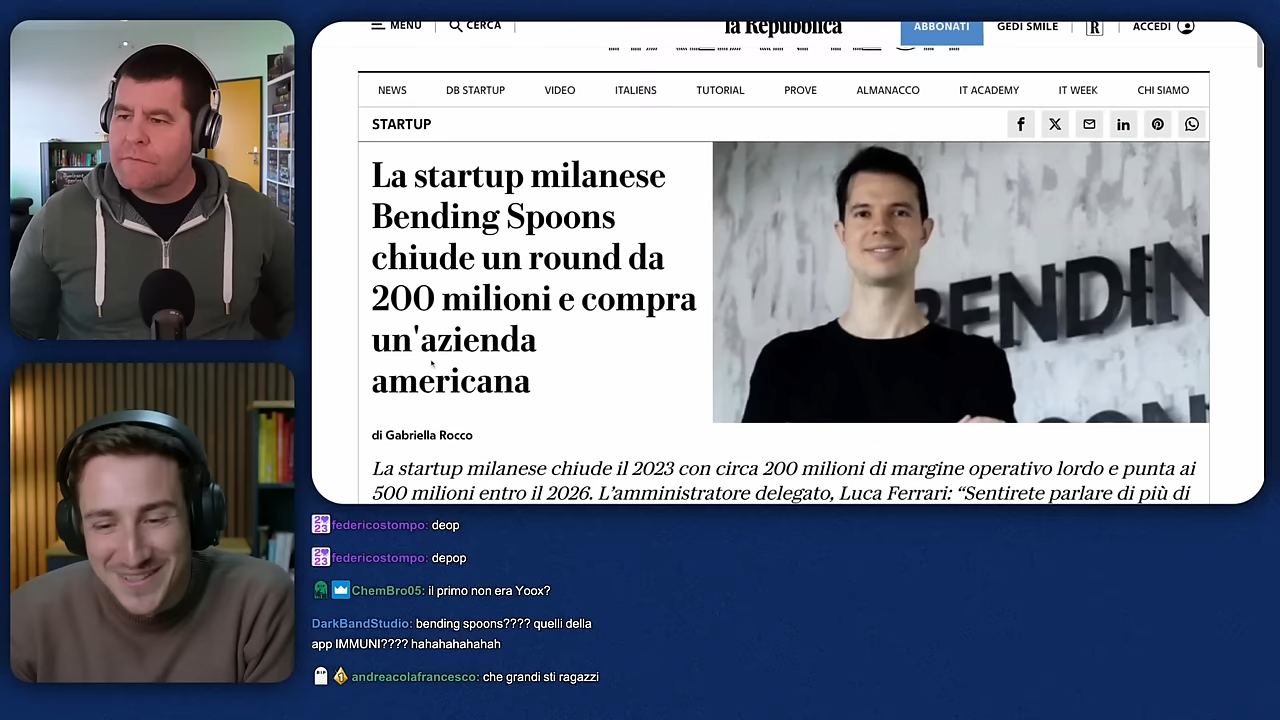 MENU
CERCA
la Repubblica
ABBONATI
GEDI SMILE
R
ACCEDI
NEWS
DB STARTUP
VIDEO
ITALIENS
TUTORIAL
PROVE
ALMANACCO
IT ACADEMY
IT WEEK
CHI SIAMO
STARTUP
La startup milanese
Bending Spoons
chiude un round da
200 milioni e compra
un'azienda
americana
BENDIN
di Gabriella Rocco
La startup milanese chiude il 2023 con circa 200 milioni di margine operativo lordo e punta ai
500 milioni entro il 2026. L'amministratore delegato, Luca Ferrari: “Sentirete parlare di più di
federicostompo: deop
federicostompo: depop
ChemBro05: il primo non era Yoox?
DarkBandStudio: bending spoons???? quelli della
app IMMUNI???? hahahahahahah
andreacolafrancesco: che grandi sti ragazzi